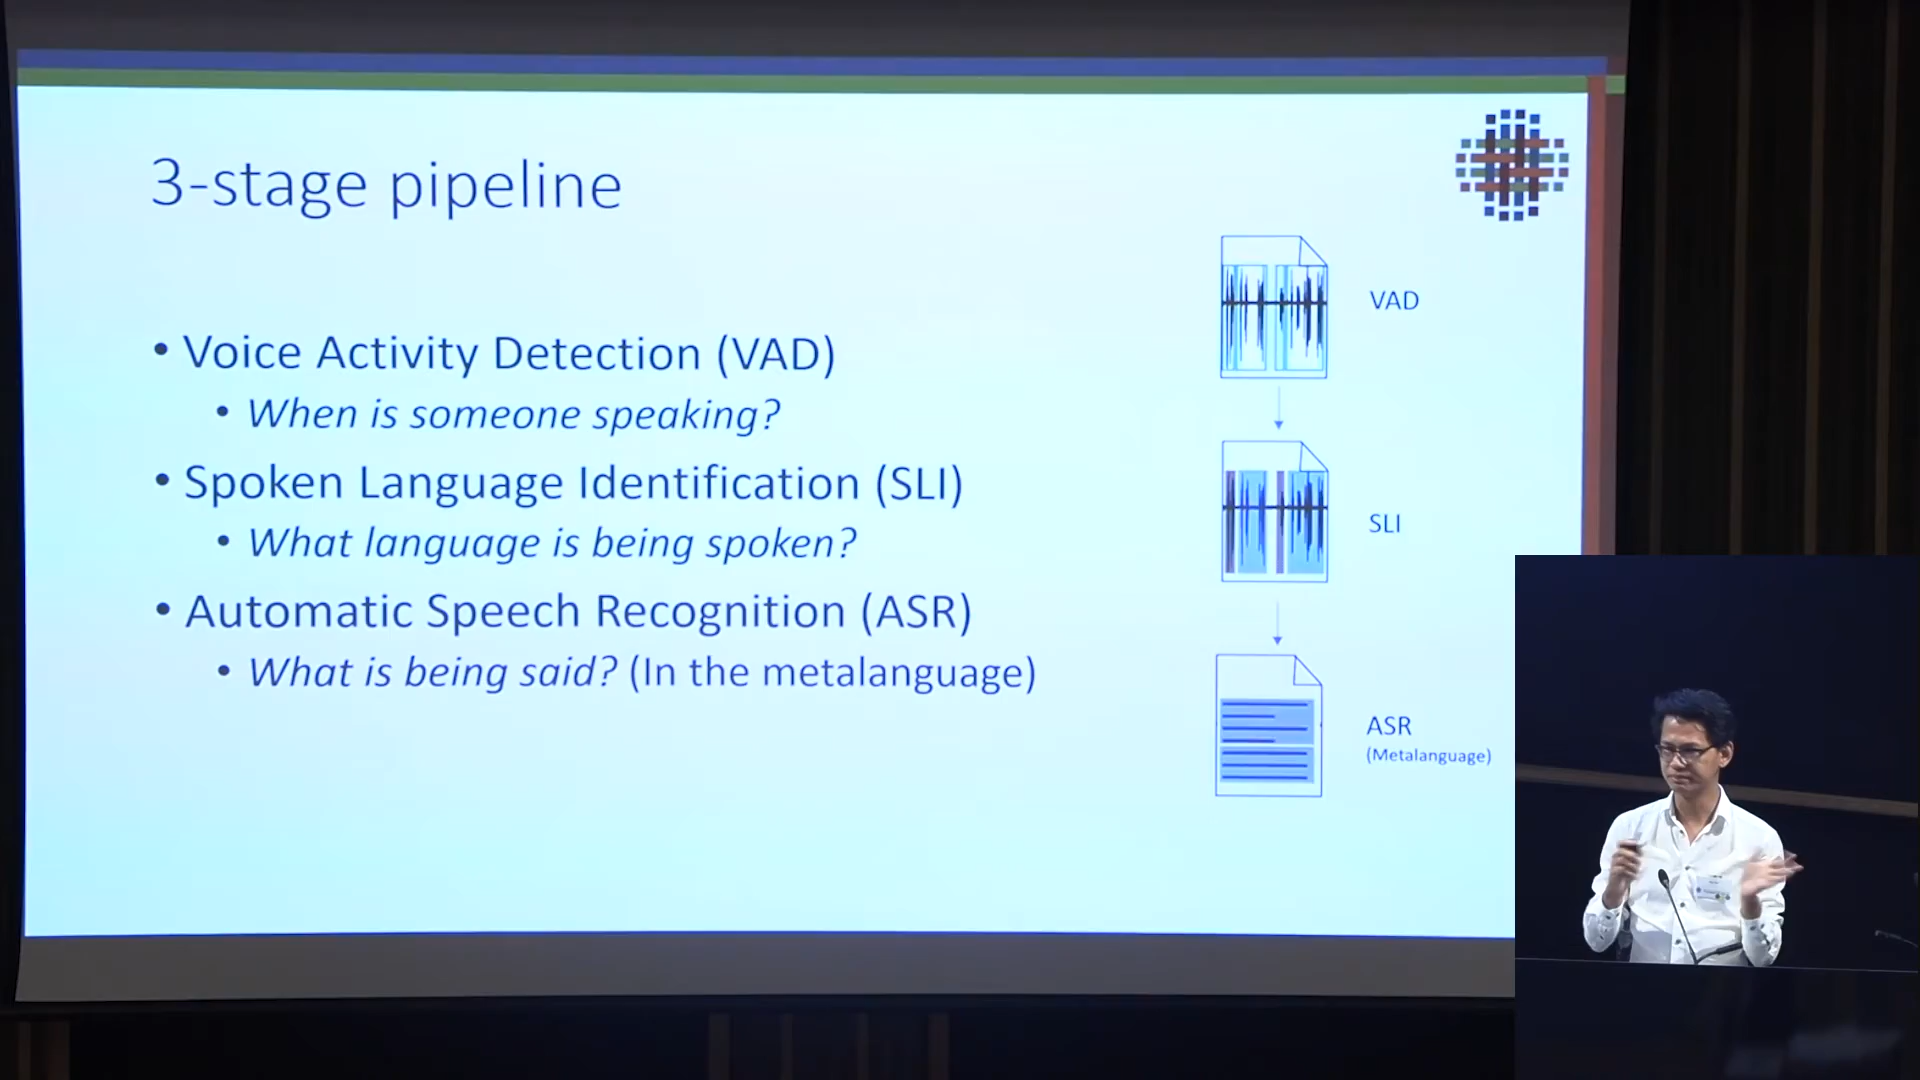 3-stage pipeline
• Voice Activity Detection (VAD)
• When is someone speaking?
• Spoken Language Identification (SLI)
• What language is being spoken?
• Automatic Speech Recognition (ASR)
• What is being said? (In the metalanguage)
VAD
SLI
ASR
(Metalanguage)